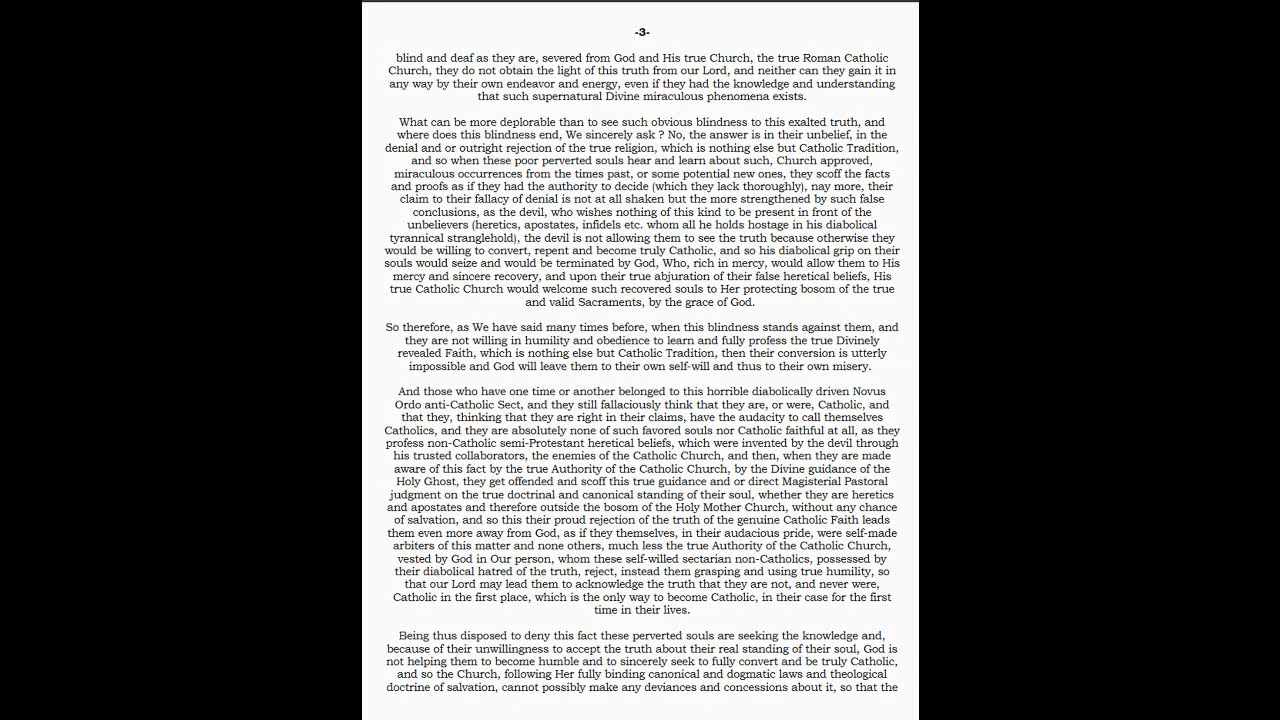 -3-
blind and deaf as they are, severed from God and His true Church, the true Roman Catholic
Church, they do not obtain the light of this truth from our Lord, and neither can they gain it in
any way by their own endeavor and energy, even if they had the knowledge and understanding
that such supernatural Divine miraculous phenomena exists.
What can be more deplorable than to see such obvious blindness to this exalted truth, and
where does this blindness end, We sincerely ask ? No, the answer is in their unbelief, in the
denial and or outright rejection of the true religion, which is nothing else but Catholic Tradition,
and so when these poor perverted souls hear and learn about such, Church approved,
miraculous occurrences from the times past, or some potential new ones, they scoff the facts
and proofs as if they had the authority to decide (which they lack thoroughly), nay more, their
claim to their fallacy of denial is not at all shaken but the more strengthened by such false
conclusions, as the devil, who wishes nothing of this kind to be present in front of the
unbelievers (heretics, apostates, infidels etc. whom all he holds hostage in his diabolical
tyrannical stranglehold), the devil is not allowing them to see the truth because otherwise they
would be willing to convert, repent and become truly Catholic, and so his diabolical grip on their
souls would seize and would be terminated by God, Who, rich in mercy, would allow them to His
mercy and sincere recovery, and upon their true abjuration of their false heretical beliefs, His
true Catholic Church would welcome such recovered souls to Her protecting bosom of the true
and valid Sacraments, by the grace of God.
So therefore, as We have said many times before, when this blindness stands against them, and
they are not willing in humility and obedience to learn and fully profess the true Divinely
revealed Faith, which is nothing else but Catholic Tradition, then their conversion is utterly
impossible and God will leave them to their own self-will and thus to their own misery.
And those who have one time or another belonged to this horrible diabolically driven Novus
Ordo anti-Catholic Sect, and they still fallaciously think that they are, or were, Catholic, and
that they, thinking that they are right in their claims, have the audacity to call themselves
Catholics, and they are absolutely none of such favored souls nor Catholic faithful at all, as they
profess non-Catholic semi-Protestant heretical beliefs, which were invented by the devil through
his trusted collaborators, the enemies of the Catholic Church, and then, when they are made
aware of this fact by the true Authority of the Catholic Church, by the Divine guidance of the
Holy Ghost, they get offended and scoff this true guidance and or direct Magisterial Pastoral
judgment on the true doctrinal and canonical standing of their soul, whether they are heretics
and apostates and therefore outside the bosom of the Holy Mother Church, without any chance
of salvation, and so this their proud rejection of the truth of the genuine Catholic Faith leads
them even more away from God, as if they themselves, in their audacious pride, were self-made
arbiters of this matter and none others, much less the true Authority of the Catholic Church,
vested by God in Our person, whom these self-willed sectarian non-Catholics, possessed by
their diabolical hatred of the truth, reject, instead them grasping and using true humility, so
that our Lord may lead them to acknowledge the truth that they are not, and never were,
Catholic in the first place, which is the only way to become Catholic, in their case for the first
time in their lives.
Being thus disposed to deny this fact these perverted souls are seeking the knowledge and,
because of their unwillingness to accept the truth about their real standing of their soul, God is
not helping them to become humble and to sincerely seek to fully convert and be truly Catholic,
and so the Church, following Her fully binding canonical and dogmatic laws and theological
doctrine of salvation, cannot possibly make any deviances and concessions about it, so that the